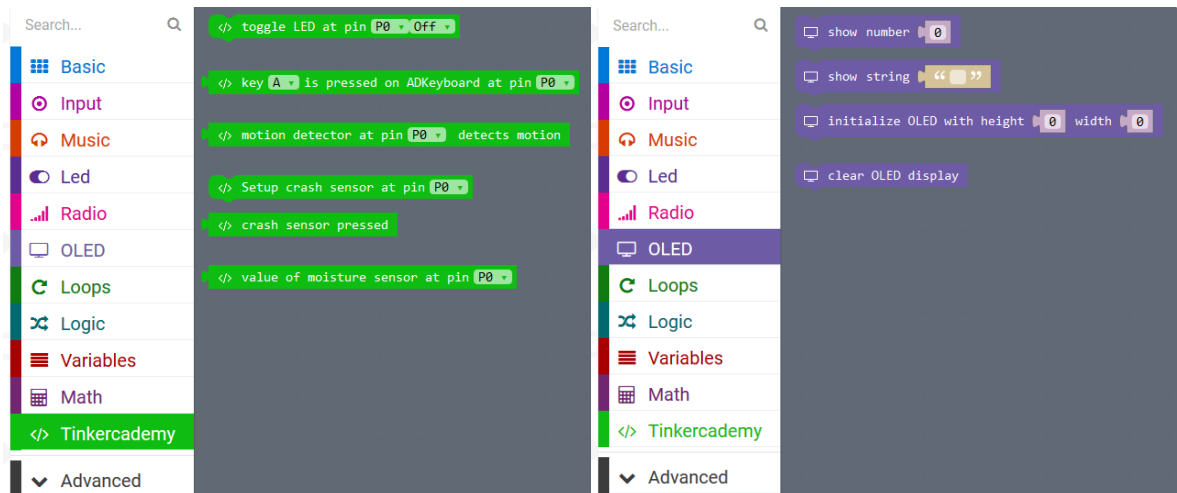 Search...
Basic
Input
Music
Led
Radio
OLED
Loops
Logic
Variables
Math
</> Tinkercademy
Advanced
</> toggle LED at pin P0 Off
</> key A is pressed on ADKeyboard at pin P0
</> motion detector at pin P0 detects motion
</> Setup crash sensor at pin P0
</> crash sensor pressed
</> value of moisture sensor at pin P0
Search...
Basic
Input
Music
Led
Radio
OLED
Loops
Logic
Variables
Math
</> Tinkercademy
Advanced
show number 0
show string “ ”
initialize OLED with height 0 width 0
clear OLED display